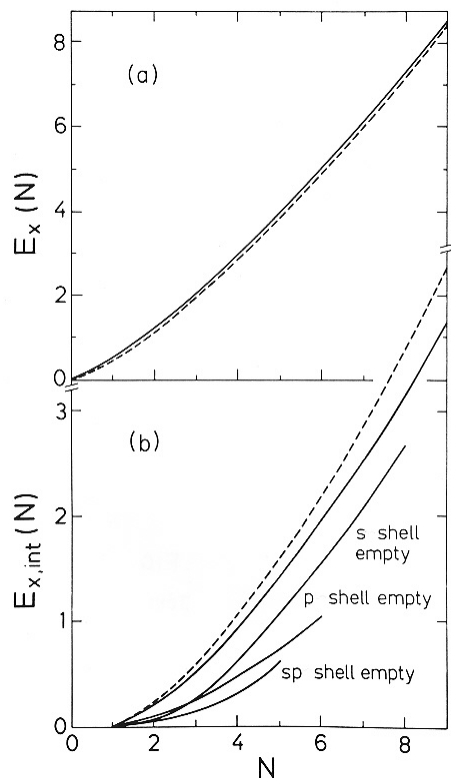 8
6
4
2
0
Ex (N)
(a)
3
2
1
0
Ex,int (N)
(b)
s shell
empty
p shell empty
sp shell empty
0 2 4 6 8
N